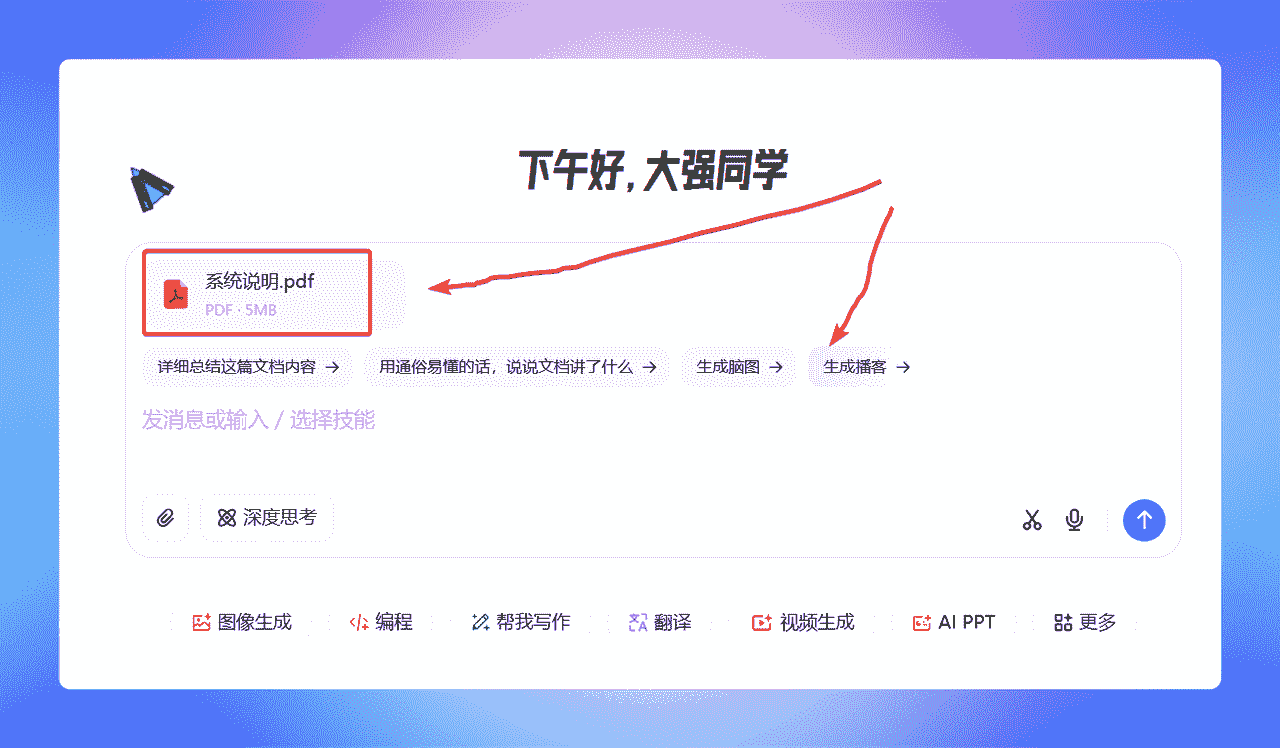 下午好，大强同学
系统说明.pdf
PDF · 5MB
详细总结这篇文档内容 → 用通俗易懂的话，说说文档讲了什么 → 生成脑图 → 生成播客 →
发消息或输入 / 选择技能
深度思考
图像生成 编程 帮我写作 翻译 视频生成 AI PPT 更多